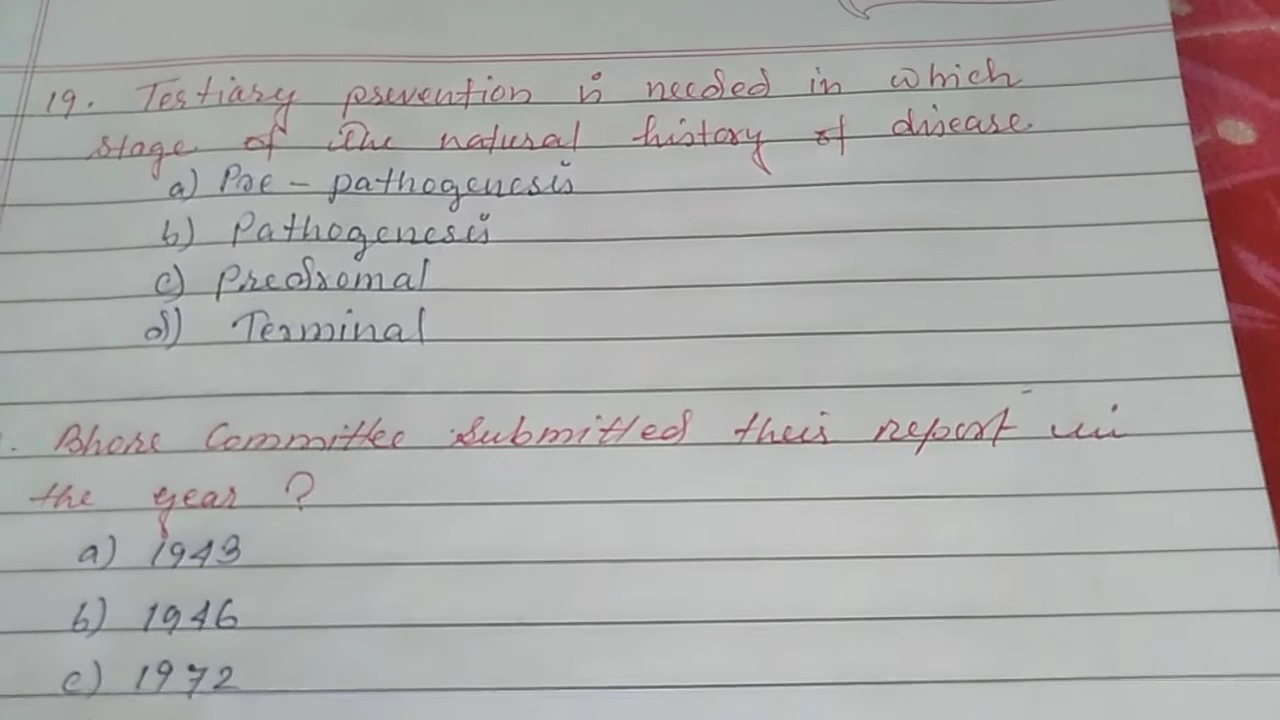 19. Tertiary prevention is needed in which
stage of the natural history of disease.
a) Pre - pathogenesis
b) Pathogenesis
c) Predromal
d) Terminal
. Bhore Committee submitted their report in
the year ?
a) 1943
b) 1946
c) 1972